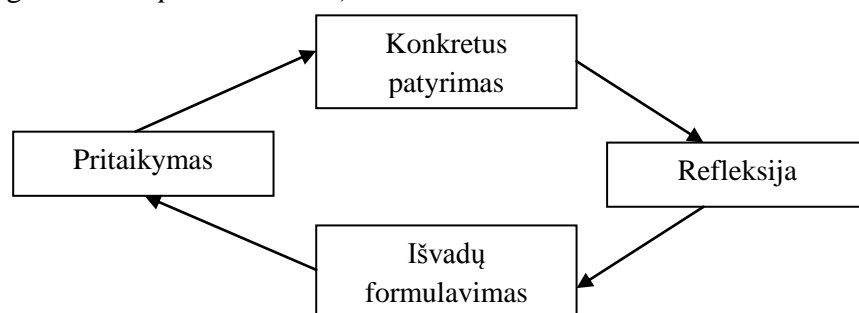 Konkretus
patyrimas
Pritaikymas
Refleksija
Išvadų
formulavimas